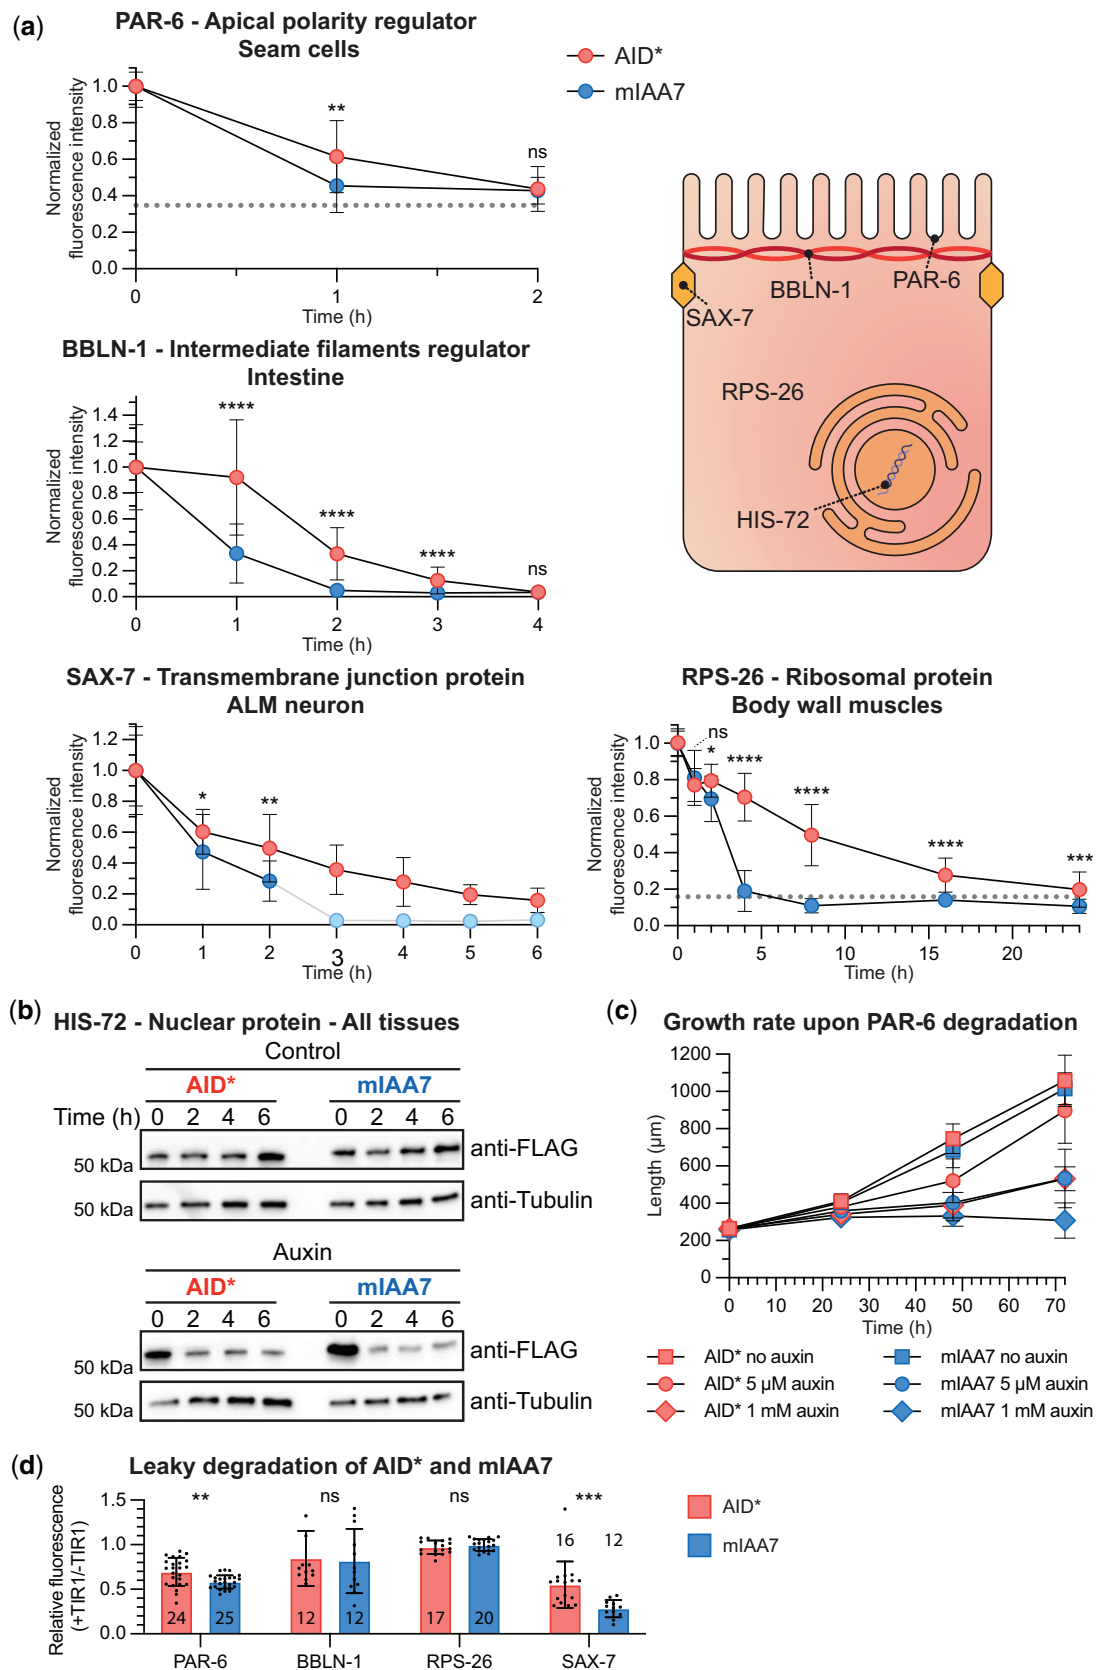 (a)
PAR-6 - Apical polarity regulator
Seam cells
AID*
mIAA7
Normalized
fluorescence intensity
1.0
0.8
0.6
0.4
0.2
0.0
**
ns
0 1 2
Time (h)
SAX-7
BBLN-1
PAR-6
RPS-26
HIS-72
BBLN-1 - Intermediate filaments regulator
Intestine
Normalized
fluorescence intensity
1.4
1.2
1.0
0.8
0.6
0.4
0.2
0.0
****
****
****
ns
0 1 2 3 4
Time (h)
SAX-7 - Transmembrane junction protein
ALM neuron
Normalized
fluorescence intensity
1.2
1.0
0.8
0.6
0.4
0.2
0.0
*
**
0 1 2 3 4 5 6
Time (h)
RPS-26 - Ribosomal protein
Body wall muscles
Normalized
fluorescence intensity
1.0
0.8
0.6
0.4
0.2
0.0
ns
*
****
****
****
***
0 5 10 15 20
Time (h)
(b)
HIS-72 - Nuclear protein - All tissues
Control
AID* mIAA7
Time (h) 0 2 4 6 0 2 4 6
50 kDa anti-FLAG
50 kDa anti-Tubulin
Auxin
AID* mIAA7
0 2 4 6 0 2 4 6
50 kDa anti-FLAG
50 kDa anti-Tubulin
(c)
Growth rate upon PAR-6 degradation
Length (µm)
1200
1000
800
600
400
200
0
0 10 20 30 40 50 60 70
Time (h)
AID* no auxin
AID* 5 µM auxin
AID* 1 mM auxin
mIAA7 no auxin
mIAA7 5 µM auxin
mIAA7 1 mM auxin
(d)
Leaky degradation of AID* and mIAA7
Relative fluorescence
(+TIR1/-TIR1)
1.5
1.0
0.5
0.0
** ns ns ***
24 25 12 12 17 20 16 12
PAR-6 BBLN-1 RPS-26 SAX-7
AID*
mIAA7